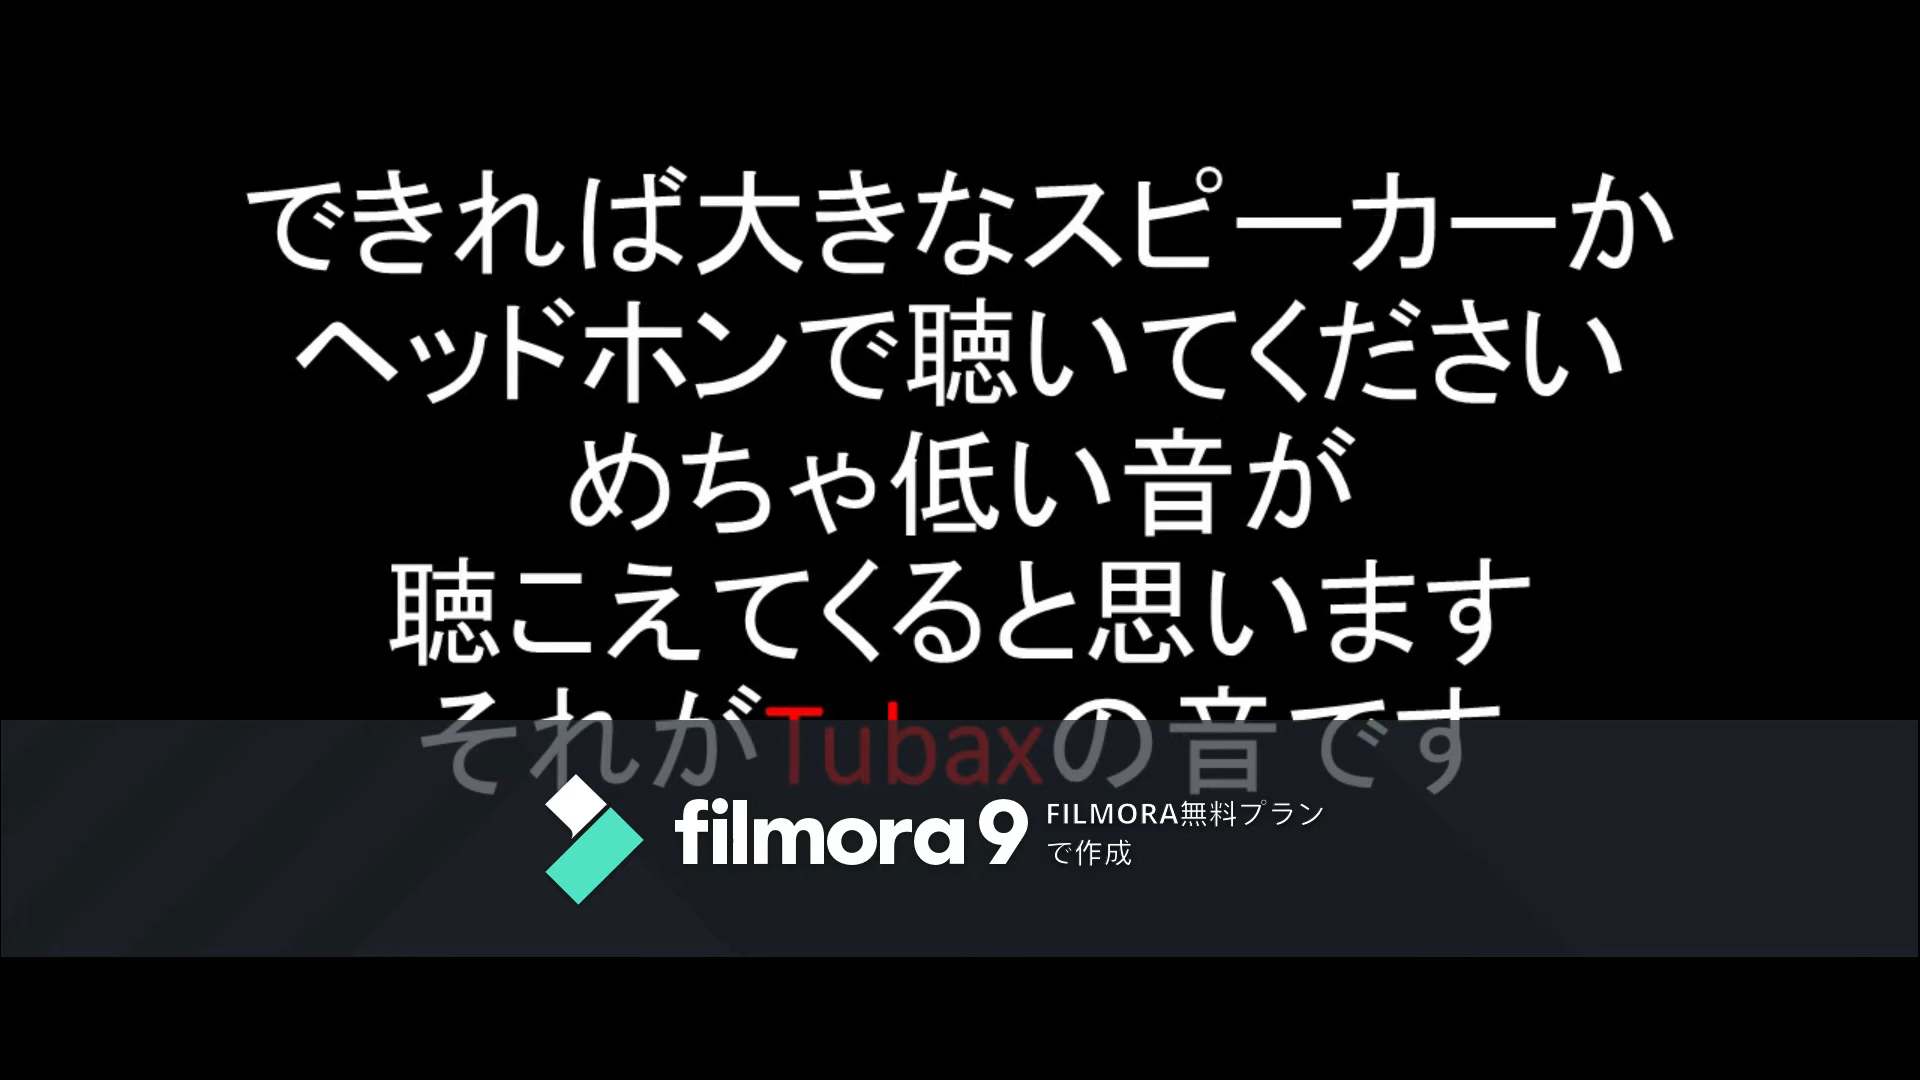 できれば大きなスピーカーか
ヘッドホンで聴いてください
めちゃ低い音が
聴こえてくると思います
それがTubaxの音です
filmora9
FILMORA無料プラン
で作成